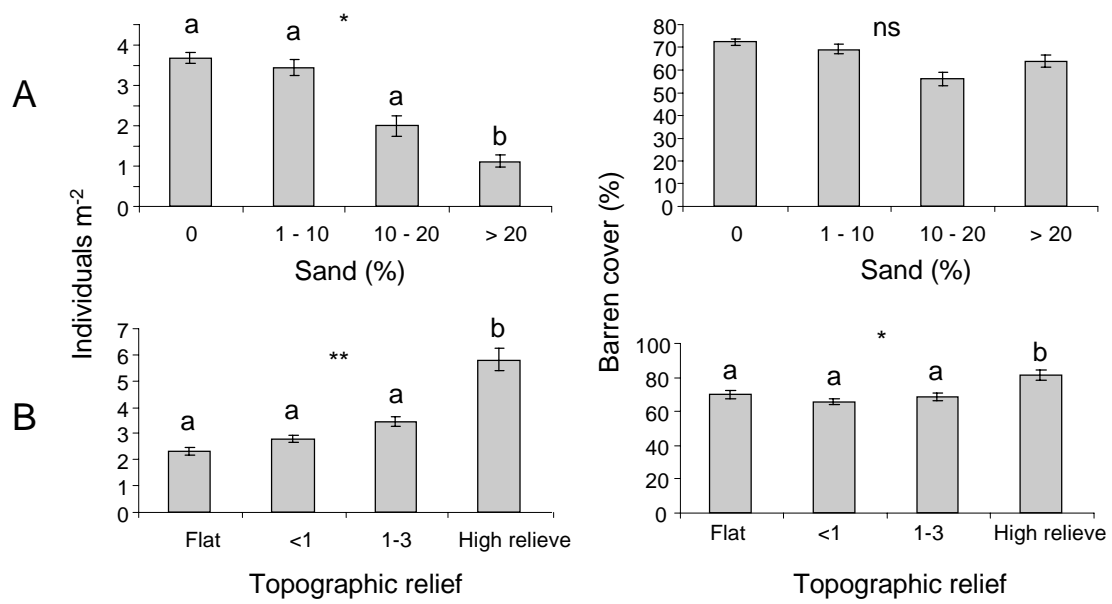 A
Individuals m-2
4
3
2
1
0
a a * a b
0 1 - 10 10 - 20 > 20
Sand (%)
Barren cover (%)
80%
70
60
50
40
30
20
10
0
ns
0 1 - 10 10 - 20 > 20
Sand (%)
B
7
6
5
4
3
2
1
0
a a ** a b
Flat <1 1-3 High relieve
Topographic relief
100
80
60
40
20
0
a a * a b
Flat <1 1-3 High relieve
Topographic relief